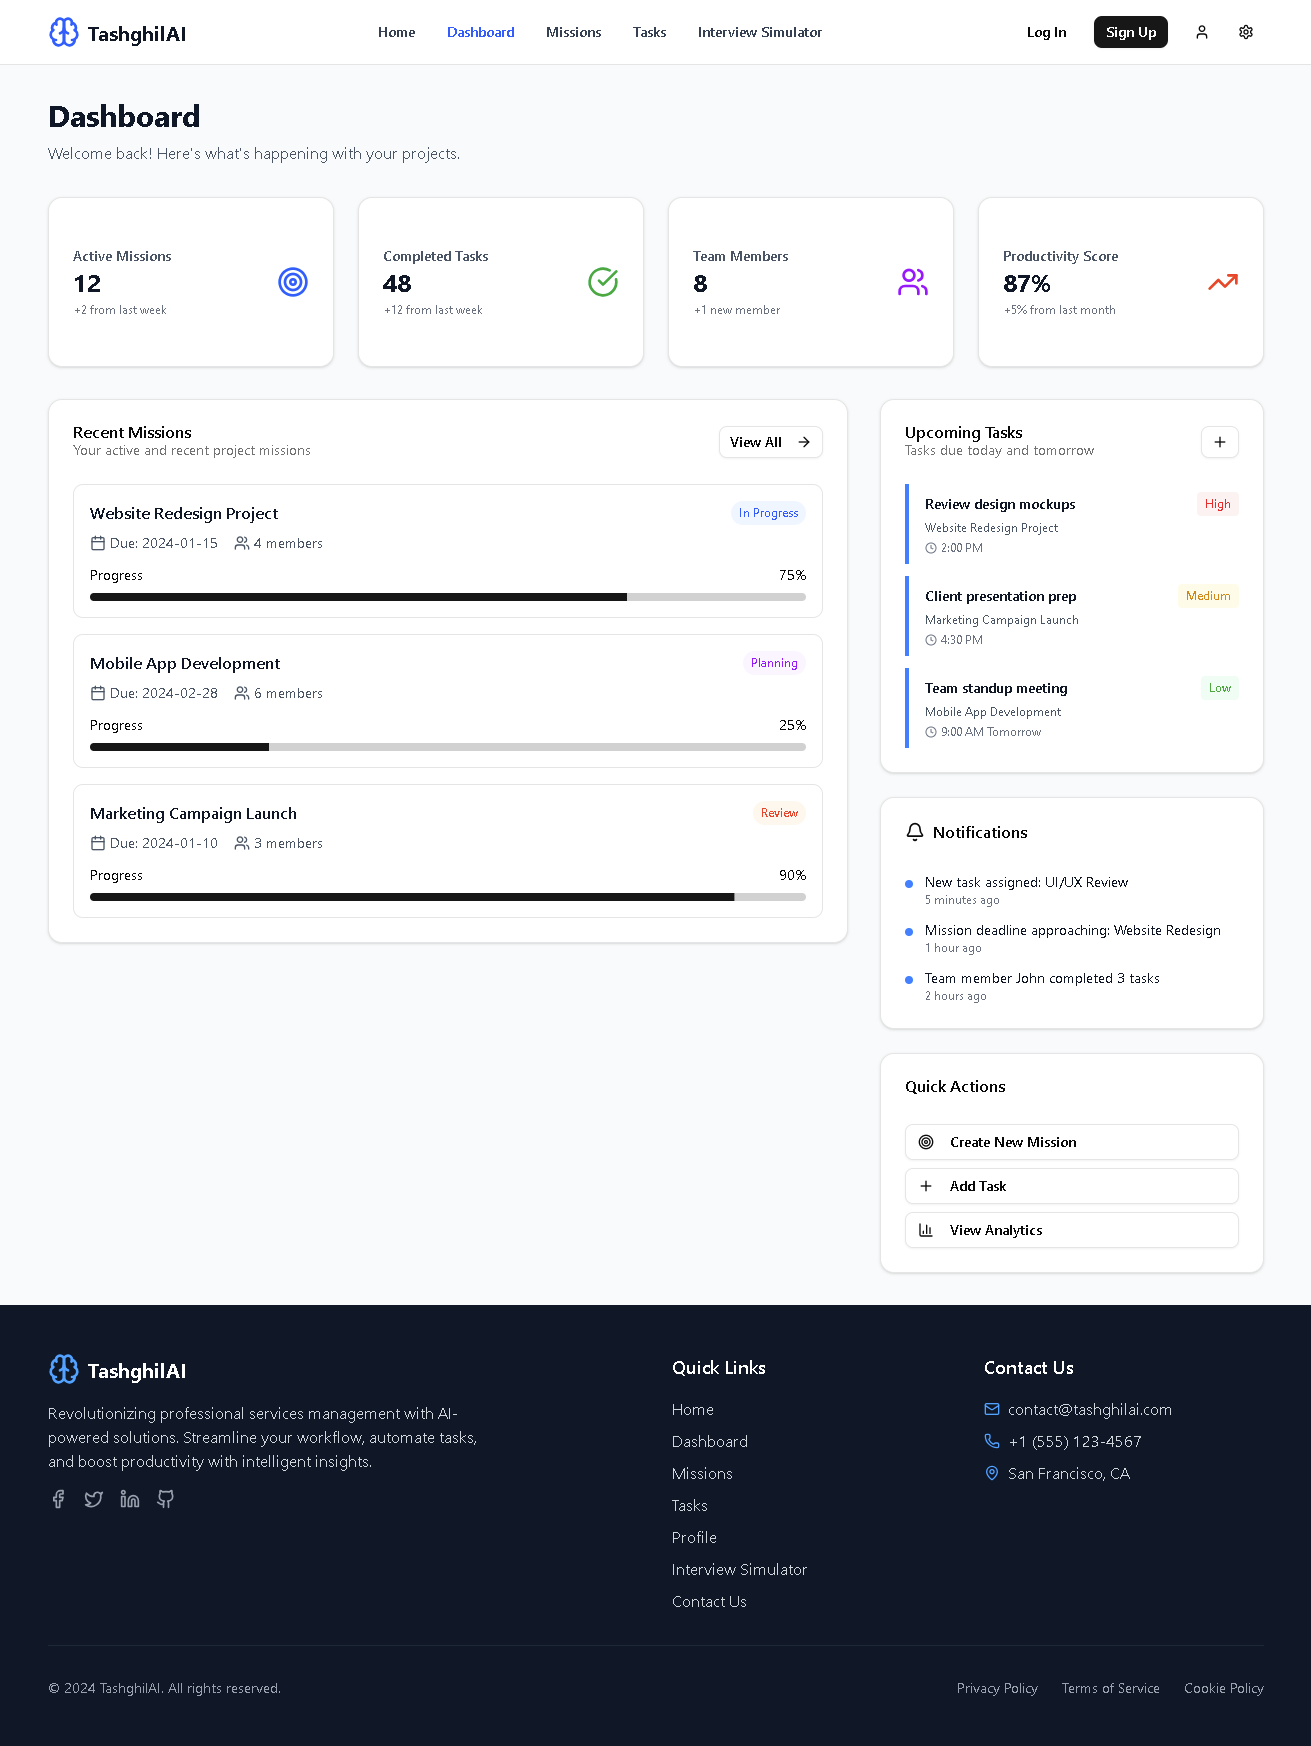 TashghilAI
Home
Dashboard
Missions
Tasks
Interview Simulator
Log In
Sign Up
Dashboard
Welcome back! Here's what's happening with your projects.
Active Missions
12
+2 from last week
Completed Tasks
48
+12 from last week
Team Members
8
+1 new member
Productivity Score
87%
+5% from last month
Recent Missions
Your active and recent project missions
View All
Website Redesign Project
In Progress
Due: 2024-01-15
4 members
Progress
75%
Mobile App Development
Planning
Due: 2024-02-28
6 members
Progress
25%
Marketing Campaign Launch
Review
Due: 2024-01-10
3 members
Progress
90%
Upcoming Tasks
Tasks due today and tomorrow
Review design mockups
High
Website Redesign Project
2:00 PM
Client presentation prep
Medium
Marketing Campaign Launch
4:30 PM
Team standup meeting
Low
Mobile App Development
9:00 AM Tomorrow
Notifications
New task assigned: UI/UX Review
5 minutes ago
Mission deadline approaching: Website Redesign
1 hour ago
Team member John completed 3 tasks
2 hours ago
Quick Actions
Create New Mission
Add Task
View Analytics
TashghilAI
Revolutionizing professional services management with AI-
powered solutions. Streamline your workflow, automate tasks,
and boost productivity with intelligent insights.
Quick Links
Home
Dashboard
Missions
Tasks
Profile
Interview Simulator
Contact Us
Contact Us
contact@tashghilai.com
+1 (555) 123-4567
San Francisco, CA
© 2024 TashghilAI. All rights reserved.
Privacy Policy
Terms of Service
Cookie Policy